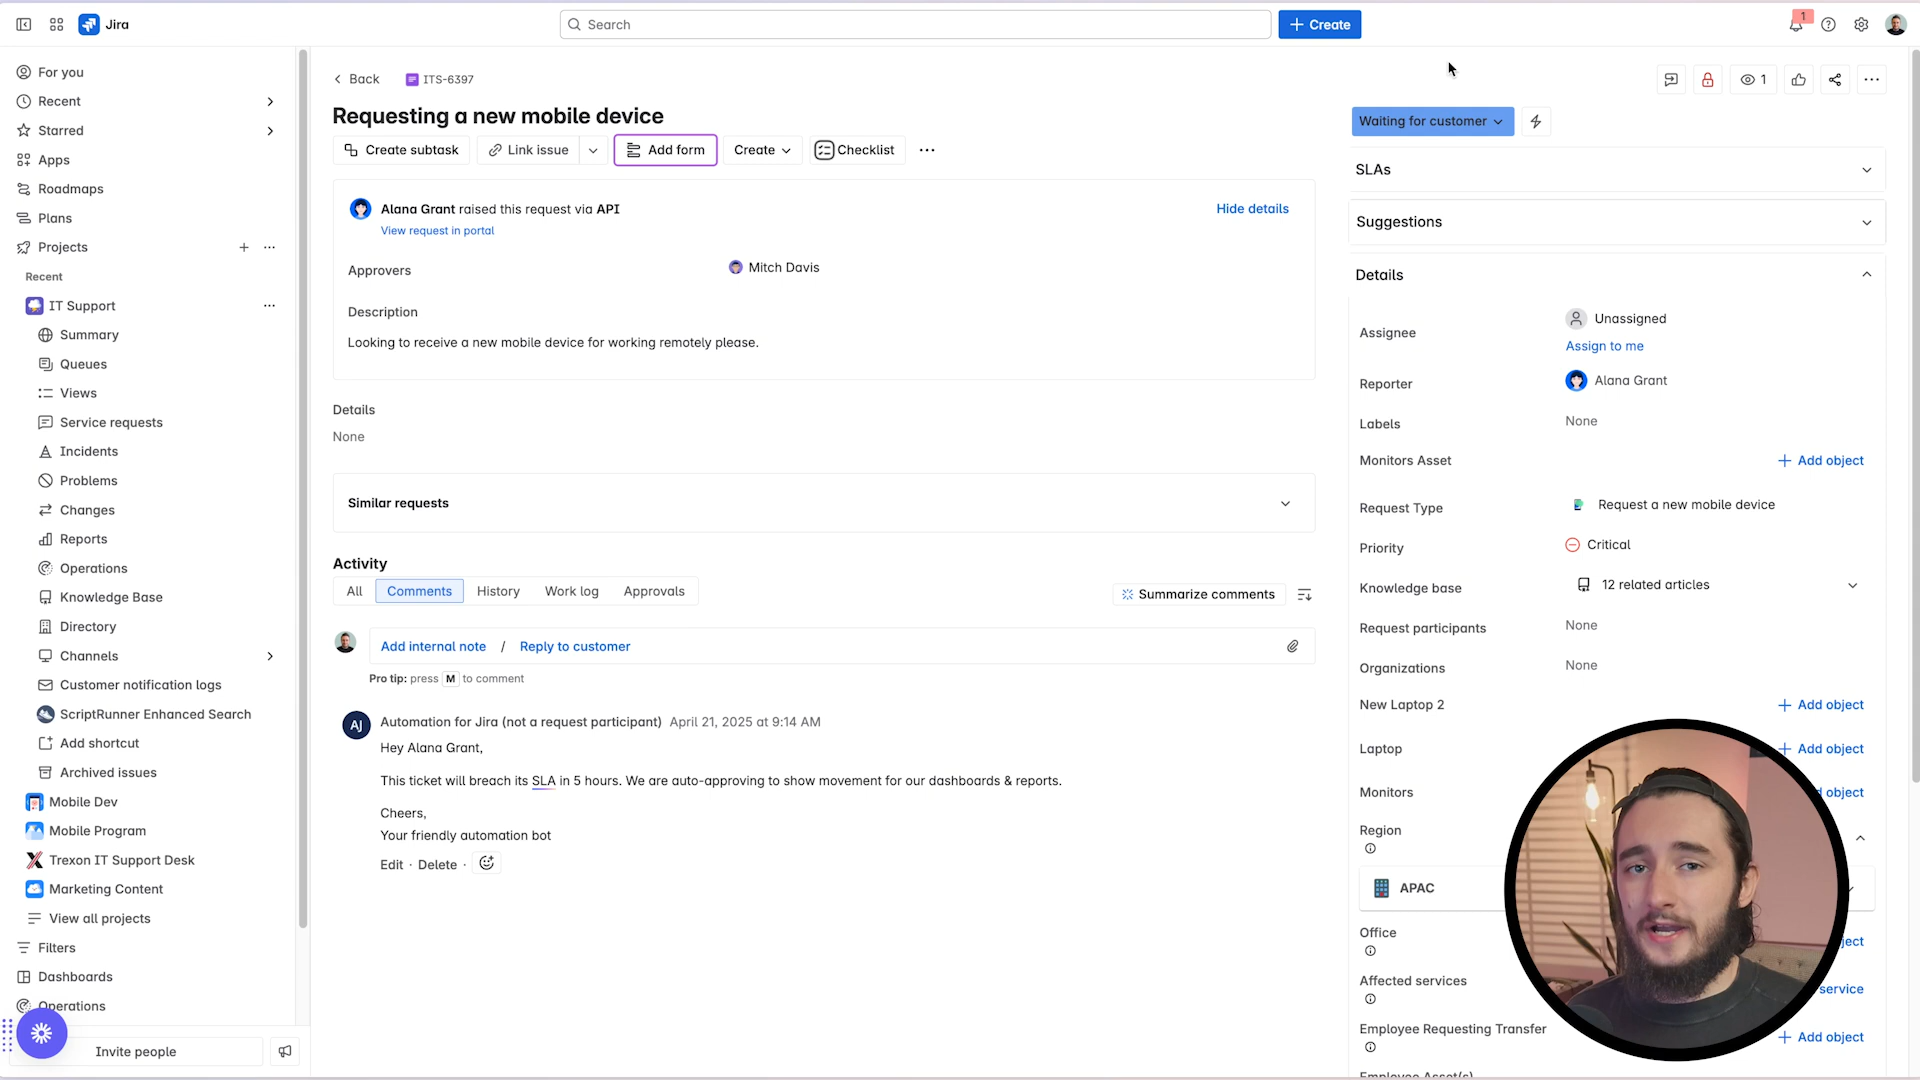 Jira
Search
Create
1
For you
Recent
Starred
Apps
Roadmaps
Plans
Projects
Recent
IT Support
Summary
Queues
Views
Service requests
Incidents
Problems
Changes
Reports
Operations
Knowledge Base
Directory
Channels
Customer notification logs
ScriptRunner Enhanced Search
Add shortcut
Archived issues
Mobile Dev
Mobile Program
Trexon IT Support Desk
Marketing Content
View all projects
Filters
Dashboards
Operations
Invite people
Back
ITS-6397
Requesting a new mobile device
Create subtask
Link issue
Add form
Create
Checklist
Alana Grant raised this request via API
Hide details
View request in portal
Approvers
Mitch Davis
Description
Looking to receive a new mobile device for working remotely please.
Details
None
Similar requests
Activity
All
Comments
History
Work log
Approvals
Summarize comments
Add internal note / Reply to customer
Pro tip: press M to comment
AJ
Automation for Jira (not a request participant) April 21, 2025 at 9:14 AM
Hey Alana Grant,
This ticket will breach its SLA in 5 hours. We are auto-approving to show movement for our dashboards & reports.
Cheers,
Your friendly automation bot
Edit · Delete ·
1
Waiting for customer
SLAs
Suggestions
Details
Assignee
Unassigned
Assign to me
Reporter
Alana Grant
Labels
None
Monitors Asset
Add object
Request Type
Request a new mobile device
Priority
Critical
Knowledge base
12 related articles
Request participants
None
Organizations
None
New Laptop 2
Add object
Laptop
Add object
Monitors
object
Region
APAC
Office
Affected services
service
Employee Requesting Transfer
Add object
Employee Asset(s)